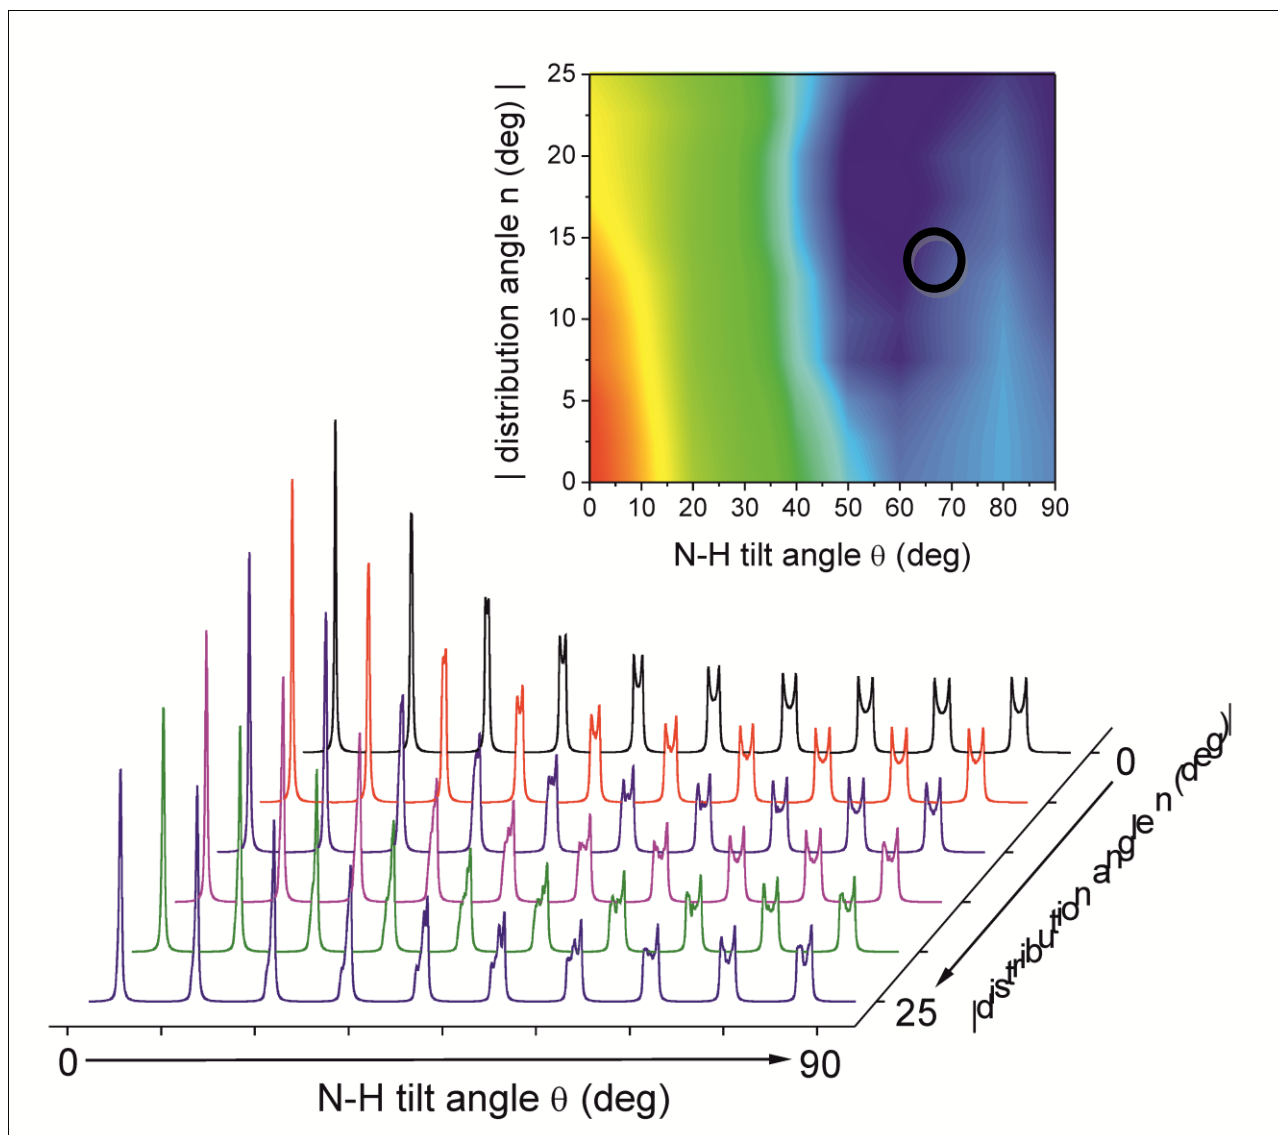 | distribution angle n (deg) |
25
20
15
10
5
0
0 10 20 30 40 50 60 70 80 90
N-H tilt angle θ (deg)
0
25
|distribution angle n (deg)|
0 90
N-H tilt angle θ (deg)